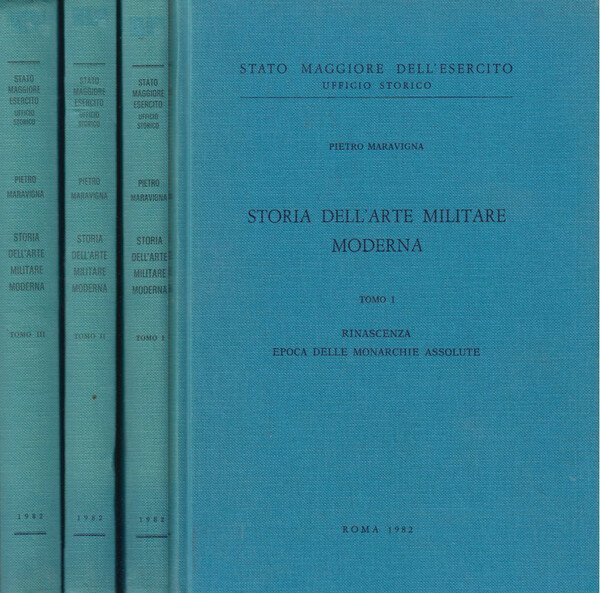 STATO
MAGGIORE
ESERCITO
UFFICIO
STORICO
PIETRO
MARAVIGNA
STORIA
DELL'ARTE
MILITARE
MODERNA
TOMO III
1982
STATO
MAGGIORE
ESERCITO
UFFICIO
STORICO
PIETRO
MARAVIGNA
STORIA
DELL'ARTE
MILITARE
MODERNA
TOMO II
1982
STATO
MAGGIORE
ESERCITO
UFFICIO
STORICO
PIETRO
MARAVIGNA
STORIA
DELL'ARTE
MILITARE
MODERNA
TOMO I
1982
STATO MAGGIORE DELL'ESERCITO
UFFICIO STORICO
PIETRO MARAVIGNA
STORIA DELL'ARTE MILITARE
MODERNA
TOMO I
RINASCENZA
EPOCA DELLE MONARCHIE ASSOLUTE
ROMA 1982